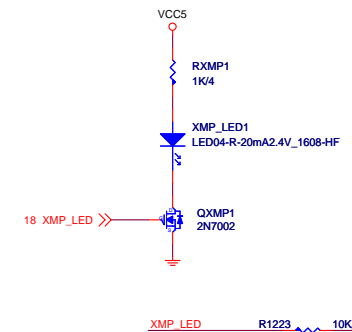 VCC5
RXMP1
1K/4
XMP_LED1
LED04-R-20mA2.4V_1608-HF
QXMP1
2N7002
18 XMP_LED
XMP_LED R1223 10K